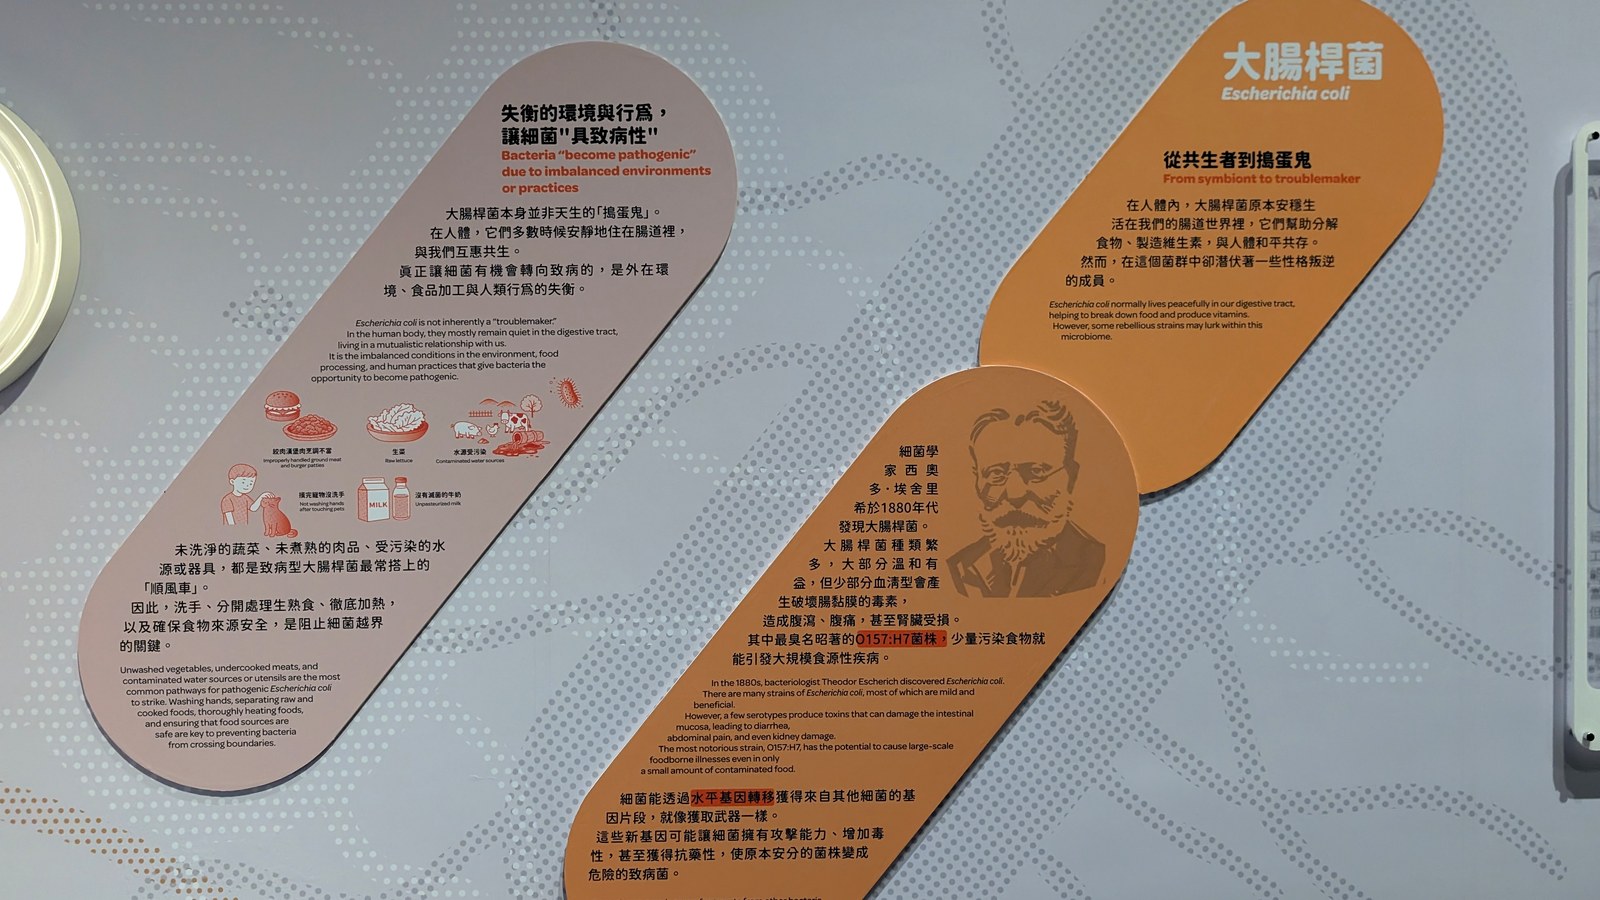 失衡的環境與行為，
讓細菌"具致病性"
Bacteria "become pathogenic"
due to imbalanced environments
or practices
大腸桿菌本身並非天生的「搗蛋鬼」。
在人體，它們多數時候安靜地住在腸道裡，
與我們互惠共生。
真正讓細菌有機會轉向致病的，是外在環
境、食品加工與人類行為的失衡。
Escherichia coli is not inherently a "troublemaker."
In the human body, they mostly remain quiet in the digestive tract,
living in a mutualistic relationship with us.
It is the imbalanced conditions in the environment, food
processing, and human practices that give bacteria the
opportunity to become pathogenic.
絞肉漢堡肉烹調不當
Improperly handled ground meat
and burger patties
生菜
Raw lettuce
水源受污染
Contaminated water sources
摸完寵物沒洗手
Not washing hands
after touching pets
MILK
沒有滅菌的牛奶
Unpasteurized milk
未洗淨的蔬菜、未煮熟的肉品、受污染的水
源或器具，都是致病型大腸桿菌最常搭上的
「順風車」。
因此，洗手、分開處理生熟食、徹底加熱，
以及確保食物來源安全，是阻止細菌越界
的關鍵。
Unwashed vegetables, undercooked meats, and
contaminated water sources or utensils are the most
common pathways for pathogenic Escherichia coli
to strike. Washing hands, separating raw and
cooked foods, thoroughly heating foods,
and ensuring that food sources are
safe are key to preventing bacteria
from crossing boundaries.
大腸桿菌
Escherichia coli
從共生者到搗蛋鬼
From symbiont to troublemaker
在人體內，大腸桿菌原本安穩生
活在我們的腸道世界裡，它們幫助分解
食物、製造維生素，與人體和平共存。
然而，在這個菌群中卻潛伏著一些性格叛逆
的成員。
Escherichia coli normally lives peacefully in our digestive tract,
helping to break down food and produce vitamins.
However, some rebellious strains may lurk within this
microbiome.
細菌學
家西奧
多·埃舍里
希於1880年代
發現大腸桿菌。
大腸桿菌種類繁
多，大部分溫和有
益，但少部分血清型會產
生破壞腸黏膜的毒素，
造成腹瀉、腹痛，甚至腎臟受損。
其中最臭名昭著的O157:H7菌株，少量污染食物就
能引發大規模食源性疾病。
In the 1880s, bacteriologist Theodor Escherich discovered Escherichia coli.
There are many strains of Escherichia coli, most of which are mild and
beneficial.
However, a few serotypes produce toxins that can damage the intestinal
mucosa, leading to diarrhea,
abdominal pain, and even kidney damage.
The most notorious strain, O157:H7, has the potential to cause large-scale
foodborne illnesses even in only
a small amount of contaminated food.
細菌能透過水平基因轉移獲得來自其他細菌的基
因片段，就像獲取武器一樣。
這些新基因可能讓細菌擁有攻擊能力、增加毒
性，甚至獲得抗藥性，使原本安分的菌株變成
危險的致病菌。